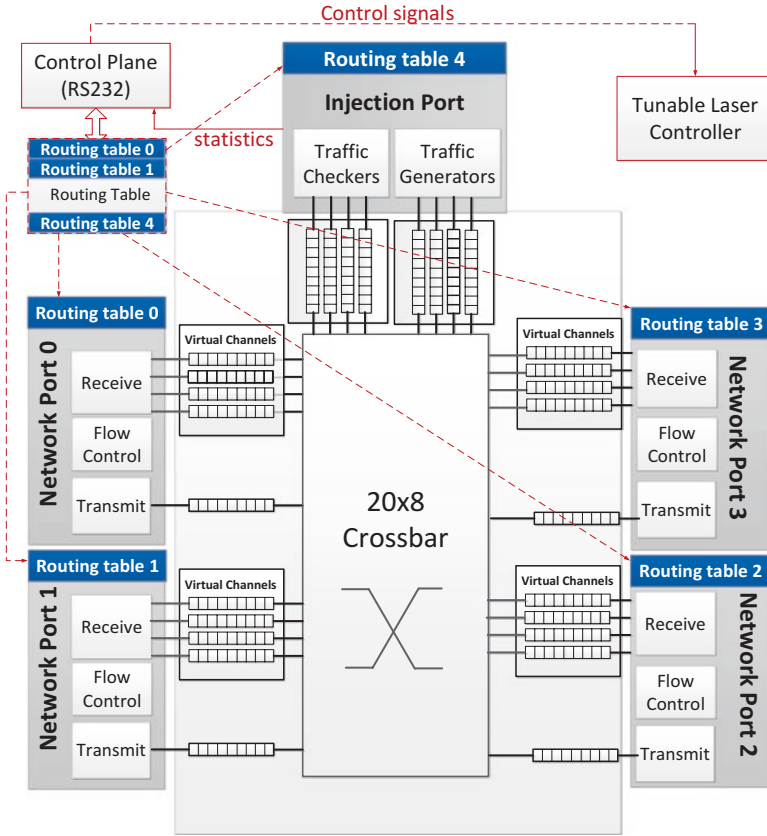 Control signals
Control Plane
(RS232)
Routing table 4
Injection Port
Tunable Laser
Controller
statistics
Routing table 0
Routing table 1
Routing Table
Routing table 4
Traffic
Checkers
Traffic
Generators
Routing table 0
Network Port 0
Receive
Flow
Control
Transmit
Virtual Channels
Routing table 3
Network Port 3
Receive
Flow
Control
Transmit
Virtual Channels
20x8
Crossbar
Routing table 1
Network Port 1
Receive
Flow
Control
Transmit
Virtual Channels
Routing table 2
Network Port 2
Receive
Flow
Control
Transmit
Virtual Channels